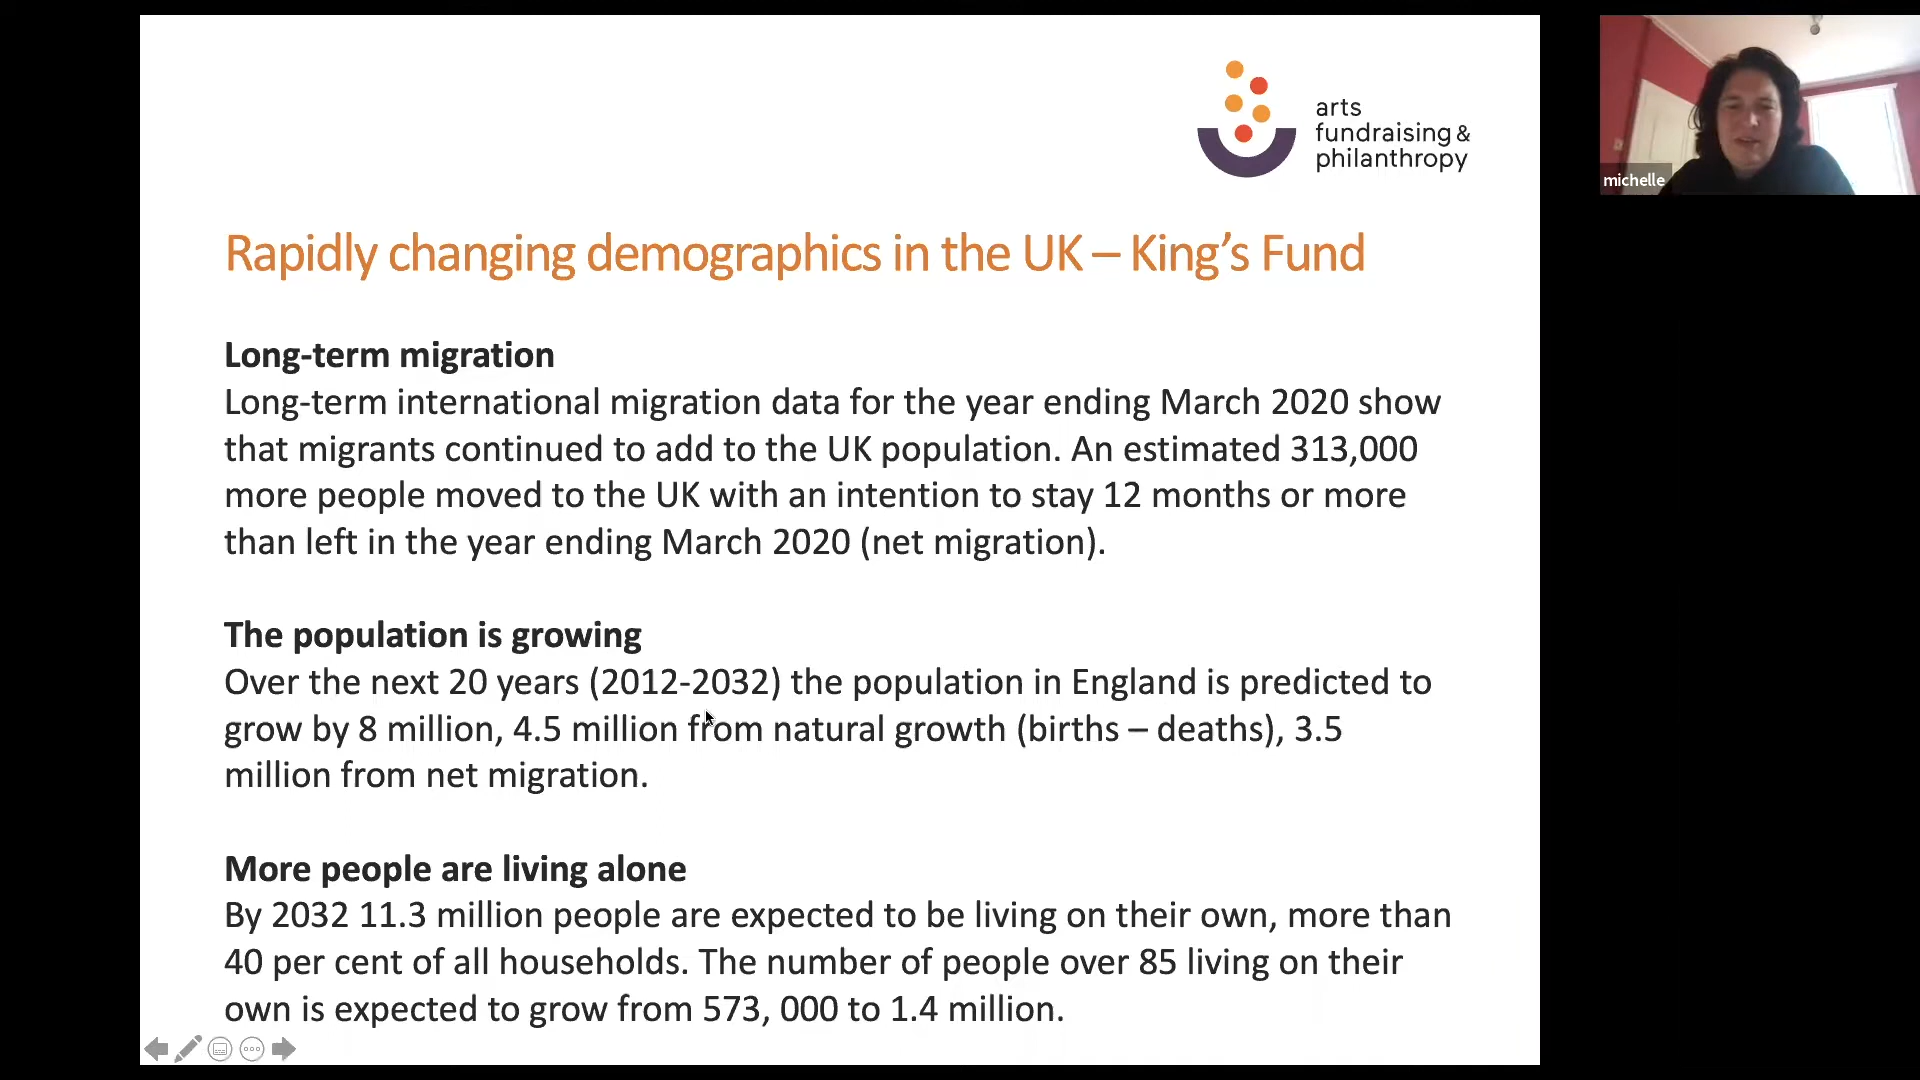 arts
fundraising &
philanthropy
michelle
Rapidly changing demographics in the UK – King’s Fund
Long-term migration
Long-term international migration data for the year ending March 2020 show
that migrants continued to add to the UK population. An estimated 313,000
more people moved to the UK with an intention to stay 12 months or more
than left in the year ending March 2020 (net migration).
The population is growing
Over the next 20 years (2012-2032) the population in England is predicted to
grow by 8 million, 4.5 million from natural growth (births – deaths), 3.5
million from net migration.
More people are living alone
By 2032 11.3 million people are expected to be living on their own, more than
40 per cent of all households. The number of people over 85 living on their
own is expected to grow from 573, 000 to 1.4 million.